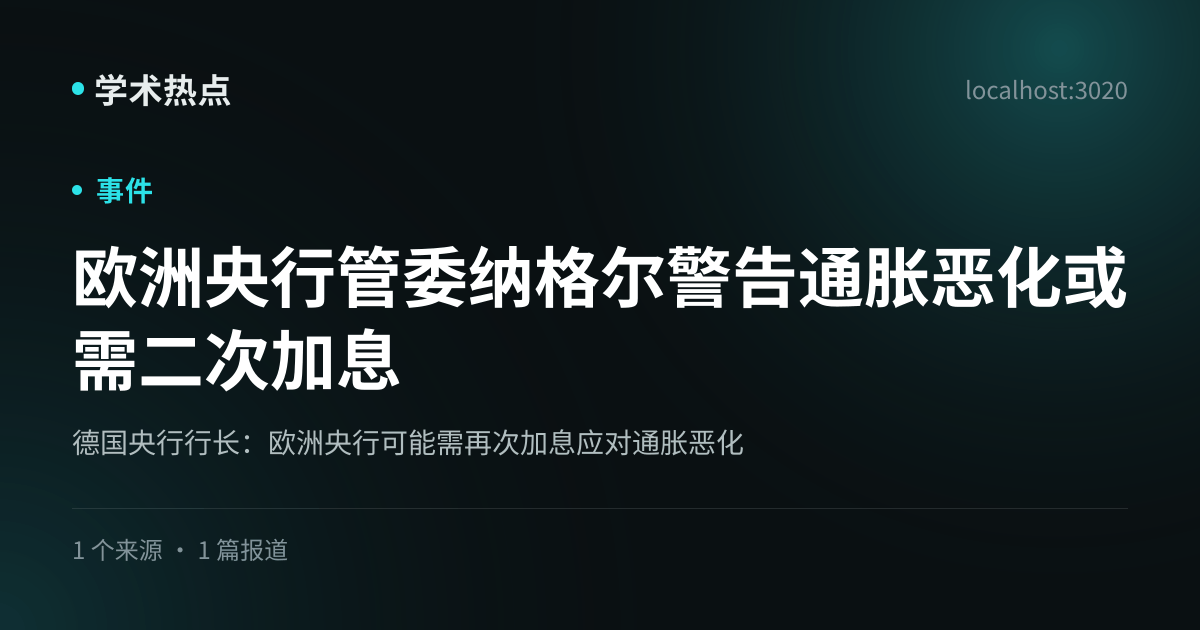 学术热点
localhost:3020
事件
欧洲央行管委纳格尔警告通胀恶化或
需二次加息
德国央行行长：欧洲央行可能需再次加息应对通胀恶化
1 个来源 · 1 篇报道